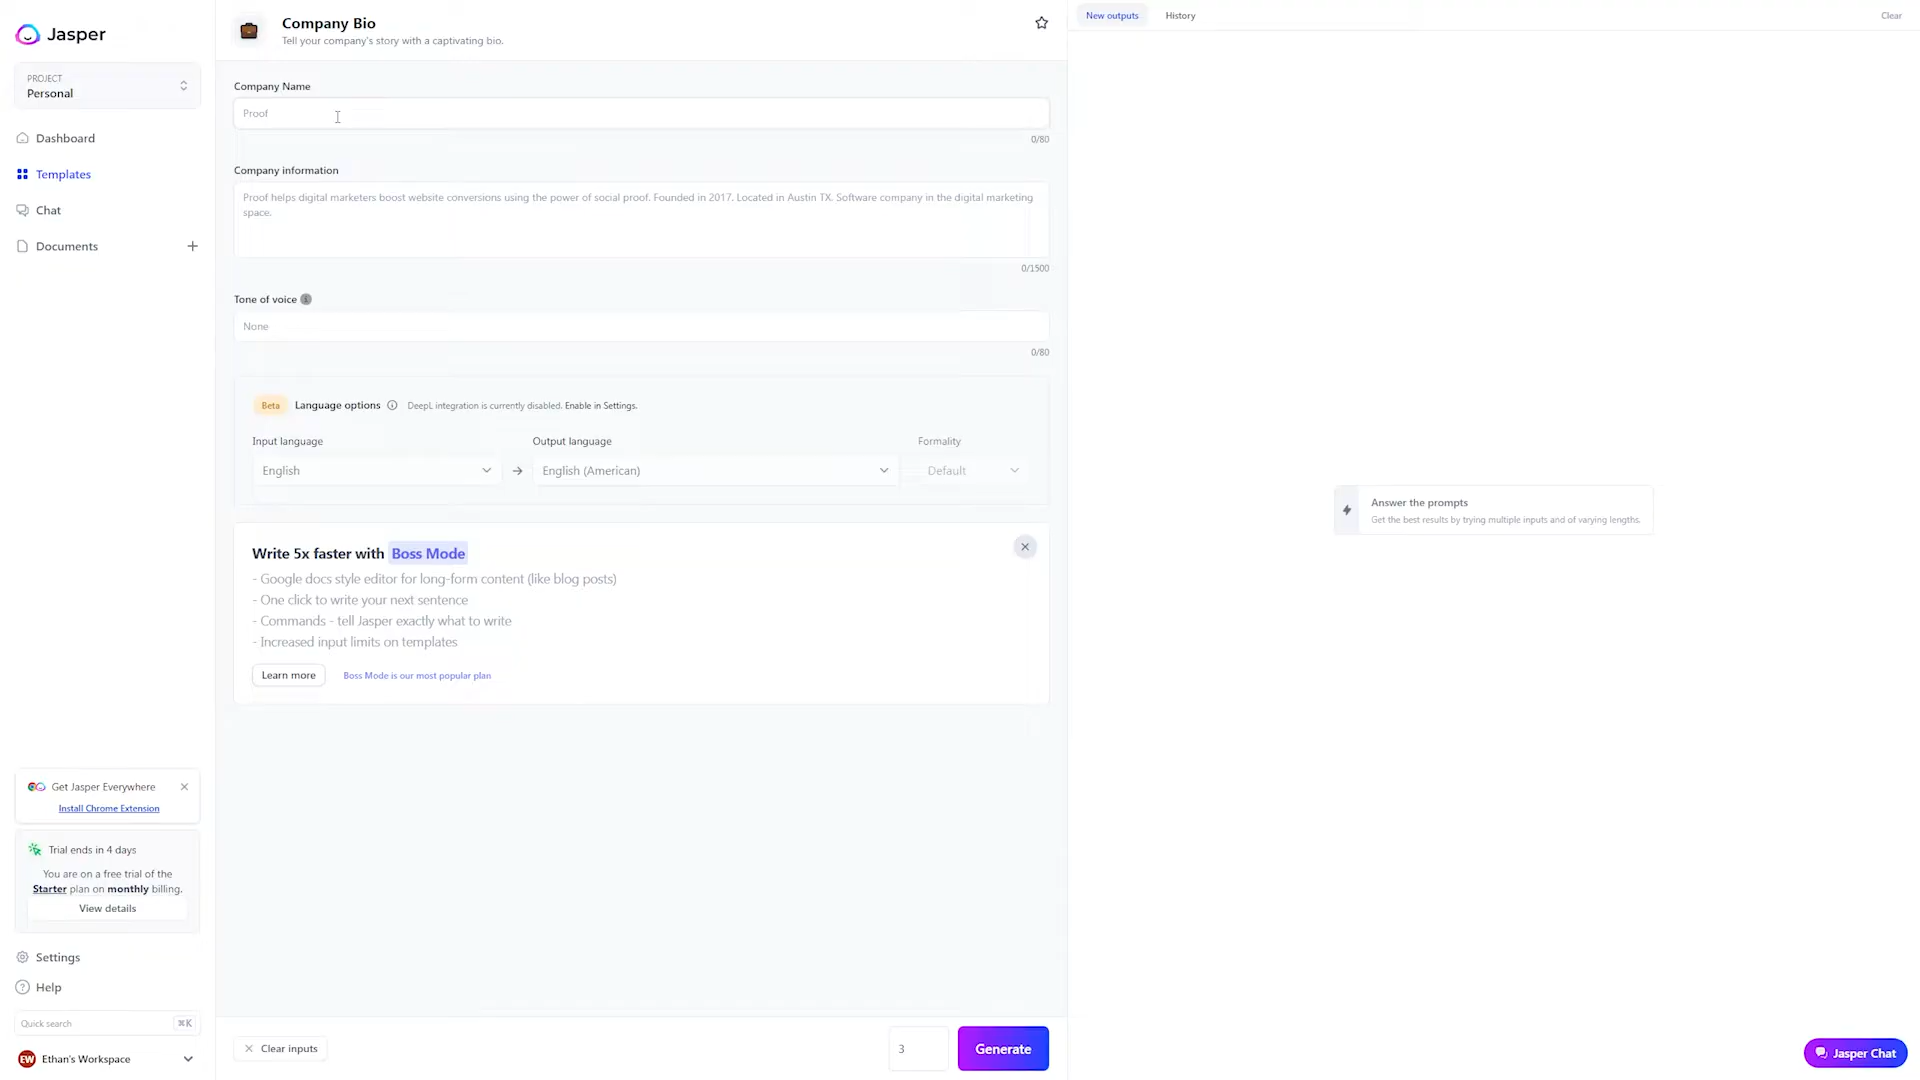 Jasper
PROJECT
Personal
Dashboard
Templates
Chat
Documents
Get Jasper Everywhere
Install Chrome Extension
Trial ends in 4 days
You are on a free trial of the
Starter plan on monthly billing.
View details
Settings
Help
Quick search
⌘K
EW
Ethan's Workspace
Company Bio
Tell your company's story with a captivating bio.
Company Name
Proof
0/80
Company information
Proof helps digital marketers boost website conversions using the power of social proof. Founded in 2017. Located in Austin TX. Software company in the digital marketing
space.
0/1500
Tone of voice
None
0/80
Beta Language options DeepL integration is currently disabled. Enable in Settings.
Input language
Output language
Formality
English
English (American)
Default
Write 5x faster with Boss Mode
- Google docs style editor for long-form content (like blog posts)
- One click to write your next sentence
- Commands - tell Jasper exactly what to write
- Increased input limits on templates
Learn more
Boss Mode is our most popular plan
Clear inputs
3
Generate
New outputs
History
Clear
Answer the prompts
Get the best results by trying multiple inputs and of varying lengths.
Jasper Chat